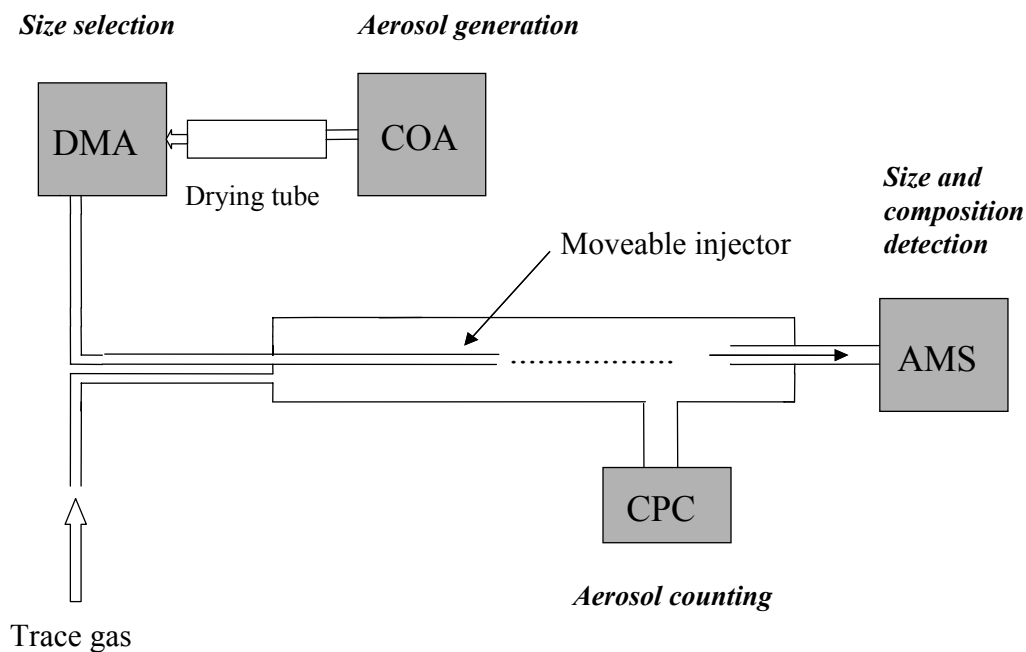 Size selection
Aerosol generation
DMA
COA
Drying tube
Size and
composition
detection
Moveable injector
AMS
CPC
Aerosol counting
Trace gas